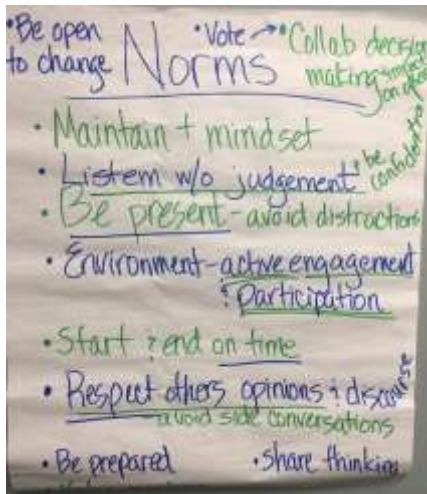 •Be open to change
Norms
•Vote → •Collab decision making
• Maintain + mindset
• Listen w/o judgement
• be confidential
• Be present - avoid distractions
• Environment - active engagement
& Participation
• Start & end on time
• Respect others opinions & discourse
avoid side conversations
• Be prepared
• Share thinking